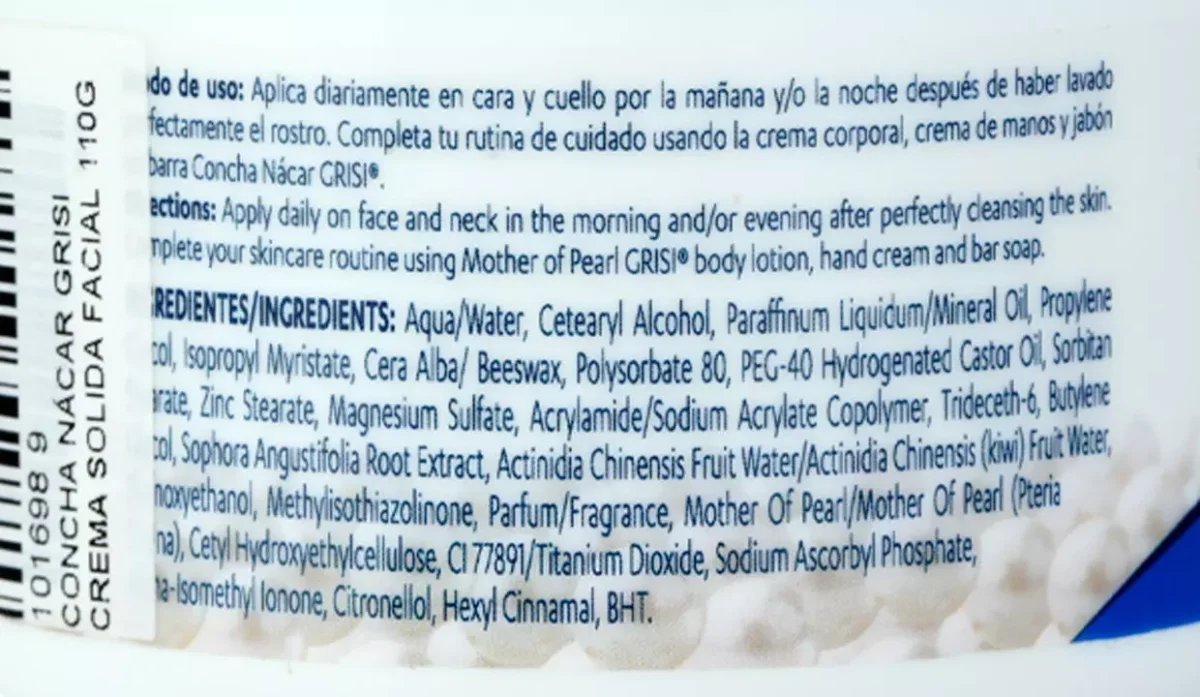 101698 9
CONCHA NÁCAR GRISI
CREMA SOLIDA FACIAL 110G
do de uso: Aplica diariamente en cara y cuello por la mañana y/o la noche después de haber lavado
fectamente el rostro. Completa tu rutina de cuidado usando la crema corporal, crema de manos y jabón
barra Concha Nácar GRISI®.
ections: Apply daily on face and neck in the morning and/or evening after perfectly cleansing the skin.
mplete your skincare routine using Mother of Pearl GRISI® body lotion, hand cream and bar soap.
REDIENTES/INGREDIENTS: Aqua/Water, Cetearyl Alcohol, Paraffinum Liquidum/Mineral Oil, Propylene
col, Isopropyl Myristate, Cera Alba/ Beeswax, Polysorbate 80, PEG-40 Hydrogenated Castor Oil, Sorbitan
arate, Zinc Stearate, Magnesium Sulfate, Acrylamide/Sodium Acrylate Copolymer, Trideceth-6, Butylene
col, Sophora Angustifolia Root Extract, Actinidia Chinensis Fruit Water/Actinidia Chinensis (kiwi) Fruit Water,
noxyethanol, Methylisothiazolinone, Parfum/Fragrance, Mother Of Pearl/Mother Of Pearl (Pteria
na), Cetyl Hydroxyethylcellulose, CI 77891/Titanium Dioxide, Sodium Ascorbyl Phosphate,
ha-Isomethyl Ionone, Citronellol, Hexyl Cinnamal, BHT.